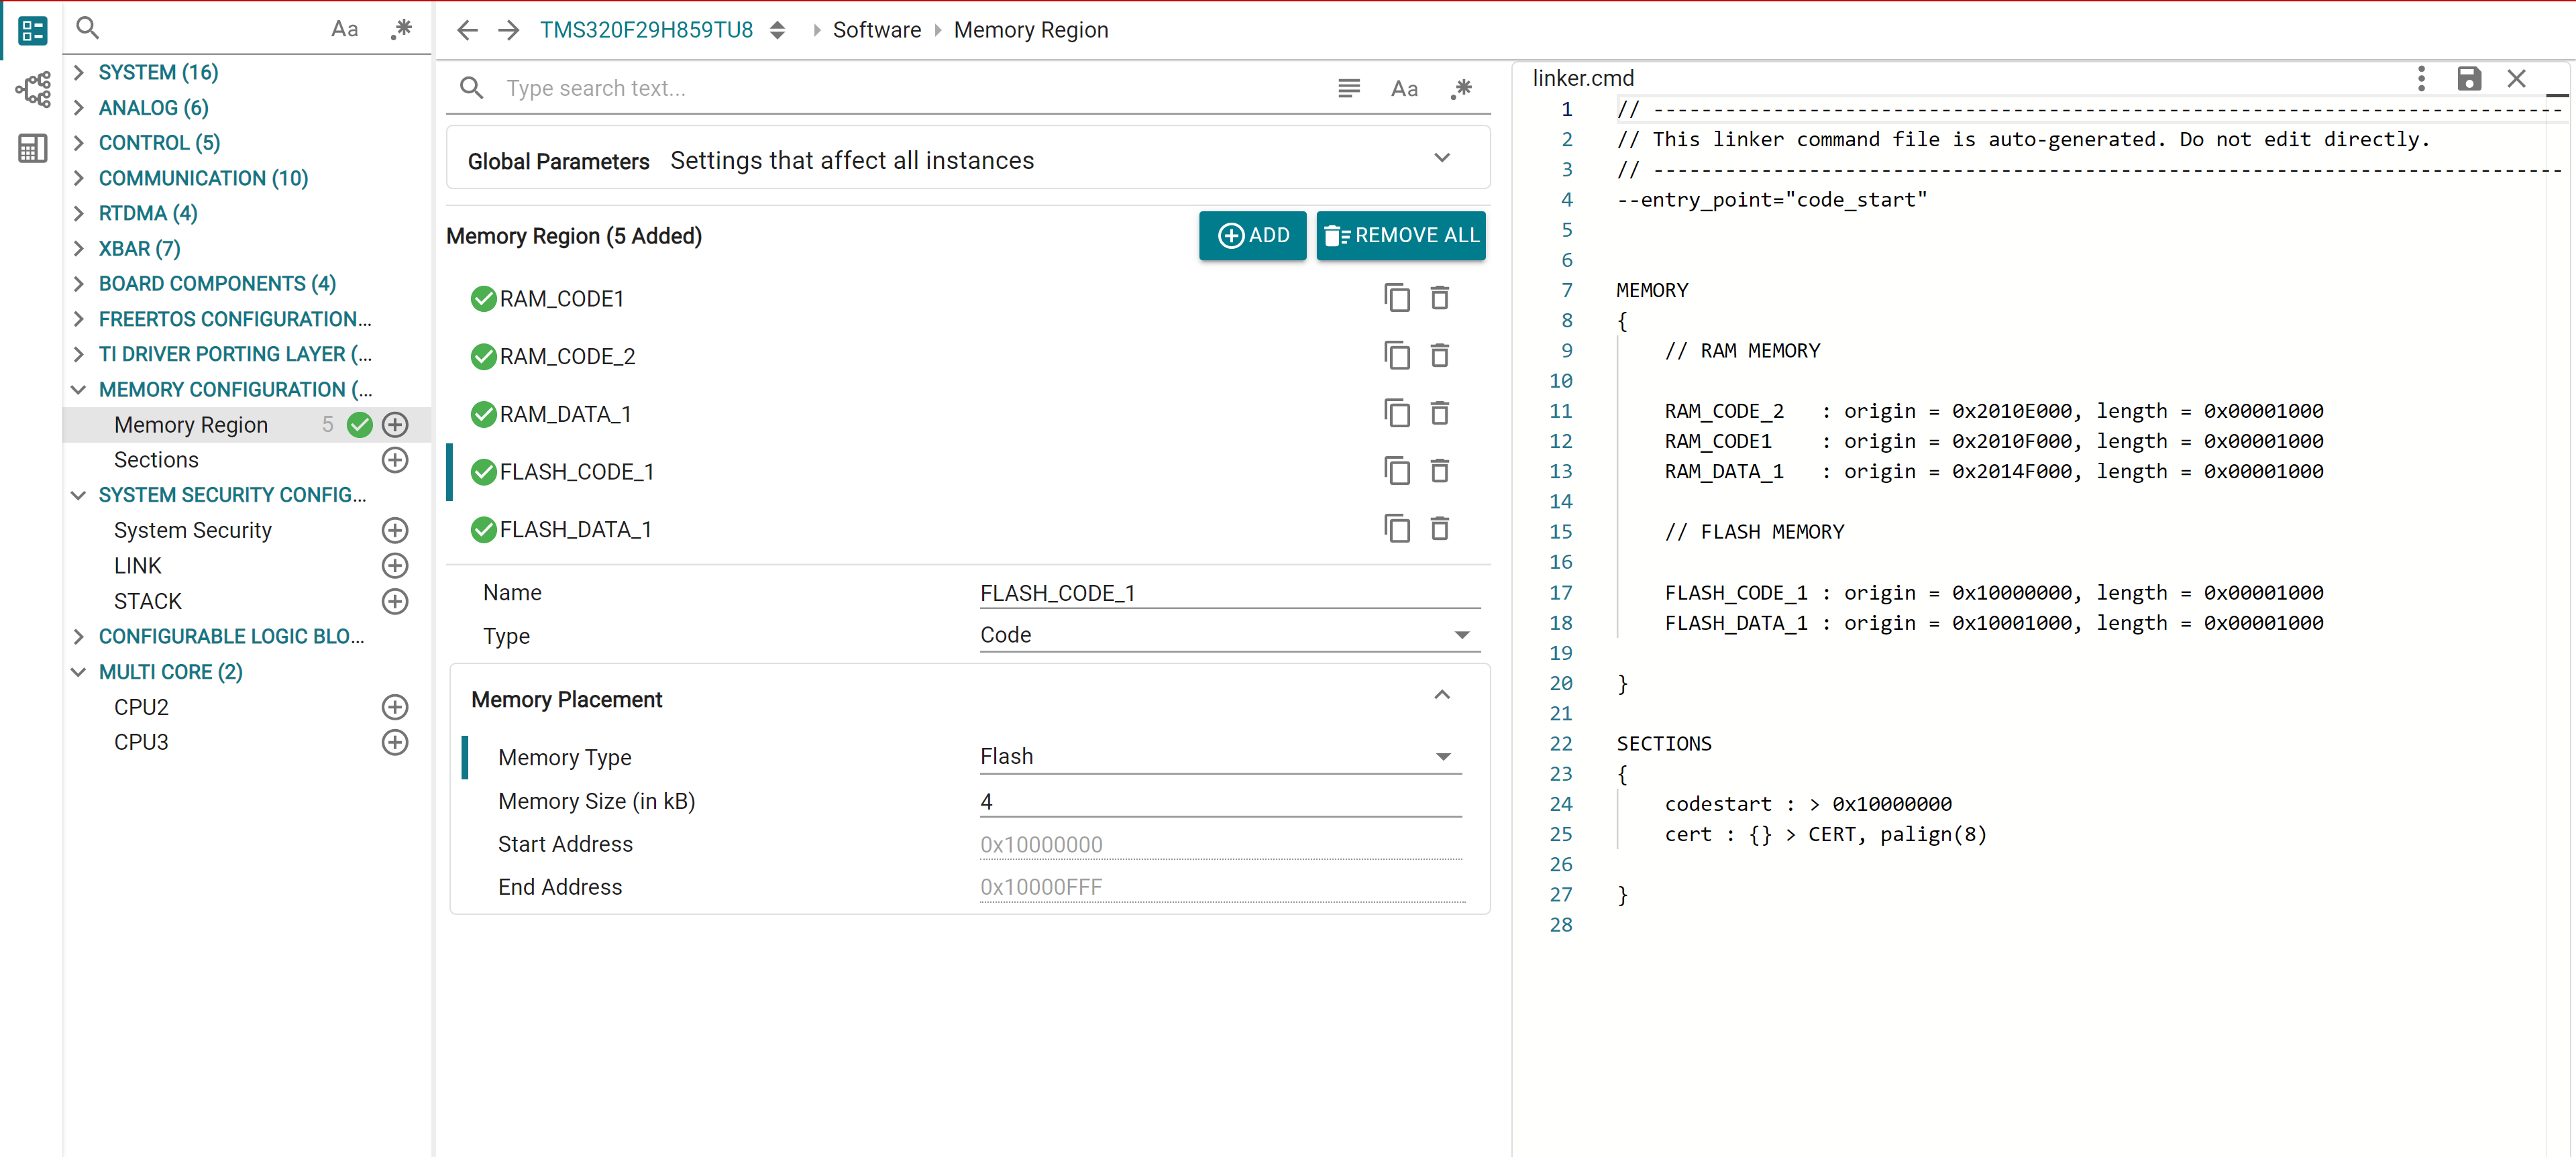 Aa .*
SYSTEM (16)
ANALOG (6)
CONTROL (5)
COMMUNICATION (10)
RTDMA (4)
XBAR (7)
BOARD COMPONENTS (4)
FREERTOS CONFIGURATION...
TI DRIVER PORTING LAYER (...
MEMORY CONFIGURATION (...
Memory Region 5
Sections
SYSTEM SECURITY CONFIG...
System Security
LINK
STACK
CONFIGURABLE LOGIC BLO...
MULTI CORE (2)
CPU2
CPU3
TMS320F29H859TU8 Software Memory Region
Type search text... Aa .*
Global Parameters Settings that affect all instances
Memory Region (5 Added) ADD REMOVE ALL
RAM_CODE1
RAM_CODE_2
RAM_DATA_1
FLASH_CODE_1
FLASH_DATA_1
Name FLASH_CODE_1
Type Code
Memory Placement
Memory Type Flash
Memory Size (in kB) 4
Start Address 0x10000000
End Address 0x10000FFF
linker.cmd
1 // ----------------------------------------------------------------------------
2 // This linker command file is auto-generated. Do not edit directly.
3 // ----------------------------------------------------------------------------
4 --entry_point="code_start"
5
6
7 MEMORY
8 {
9 // RAM MEMORY
10
11 RAM_CODE_2 : origin = 0x2010E000, length = 0x00001000
12 RAM_CODE1 : origin = 0x2010F000, length = 0x00001000
13 RAM_DATA_1 : origin = 0x2014F000, length = 0x00001000
14
15 // FLASH MEMORY
16
17 FLASH_CODE_1 : origin = 0x10000000, length = 0x00001000
18 FLASH_DATA_1 : origin = 0x10001000, length = 0x00001000
19
20 }
21
22 SECTIONS
23 {
24 codestart : > 0x10000000
25 cert : {} > CERT, palign(8)
26
27 }
28